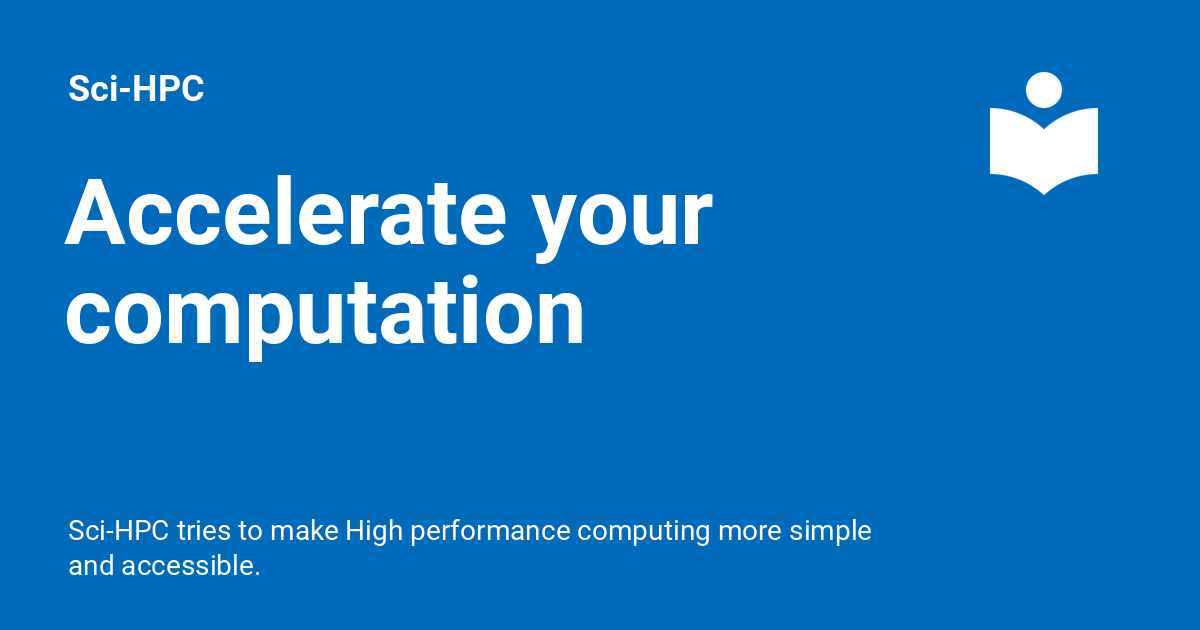 Sci-HPC
Accelerate your
computation
Sci-HPC tries to make High performance computing more simple
and accessible.